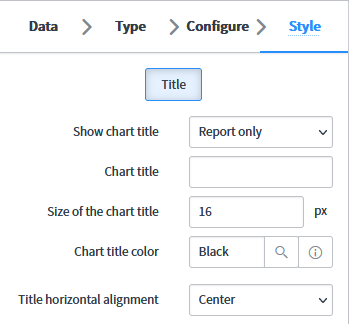 Data Type Configure Style
Title
Show chart title Report only
Chart title
Size of the chart title 16 px
Chart title color Black
Title horizontal alignment Center